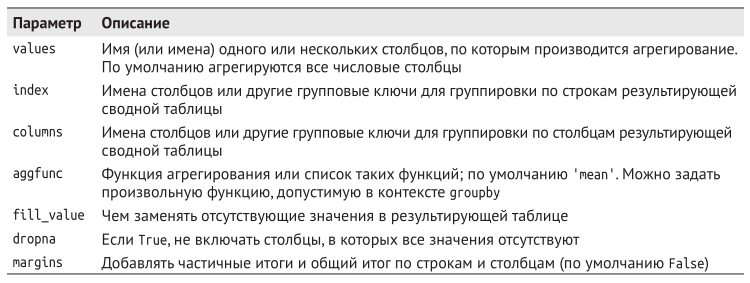 Параметр Описание
values Имя (или имена) одного или нескольких столбцов, по которым производится агрегирование.
По умолчанию агрегируются все числовые столбцы
index Имена столбцов или другие групповые ключи для группировки по строкам результирующей
сводной таблицы
columns Имена столбцов или другие групповые ключи для группировки по столбцам результирующей
сводной таблицы
aggfunc Функция агрегирования или список таких функций; по умолчанию 'mean'. Можно задать
произвольную функцию, допустимую в контексте groupby
fill_value Чем заменять отсутствующие значения в результирующей таблице
dropna Если True, не включать столбцы, в которых все значения отсутствуют
margins Добавлять частичные итоги и общий итог по строкам и столбцам (по умолчанию False)